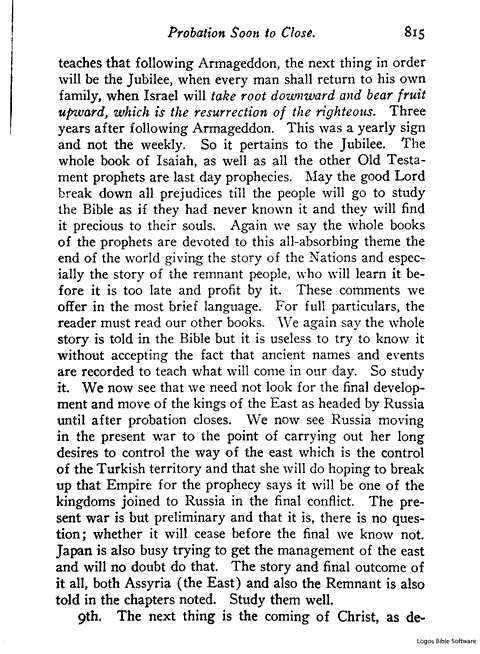 Probation Soon to Close. 815
teaches that following Armageddon, the next thing in order
will be the Jubilee, when every man shall return to his own
family, when Israel will take root downward and bear fruit
upward, which is the resurrection of the righteous. Three
years after following Armageddon. This was a yearly sign
and not the weekly. So it pertains to the Jubilee. The
whole book of Isaiah, as well as all the other Old Testa-
ment prophets are last day prophecies. May the good Lord
break down all prejudices till the people will go to study
the Bible as if they had never known it and they will find
it precious to their souls. Again we say the whole books
of the prophets are devoted to this all-absorbing theme the
end of the world giving the story of the Nations and espec-
ially the story of the remnant people, who will learn it be-
fore it is too late and profit by it. These comments we
offer in the most brief language. For full particulars, the
reader must read our other books. We again say the whole
story is told in the Bible but it is useless to try to know it
without accepting the fact that ancient names and events
are recorded to teach what will come in our day. So study
it. We now see that we need not look for the final develop-
ment and move of the kings of the East as headed by Russia
until after probation closes. We now see Russia moving
in the present war to the point of carrying out her long
desires to control the way of the east which is the control
of the Turkish territory and that she will do hoping to break
up that Empire for the prophecy says it will be one of the
kingdoms joined to Russia in the final conflict. The pre-
sent war is but preliminary and that it is, there is no ques-
tion; whether it will cease before the final we know not.
Japan is also busy trying to get the management of the east
and will no doubt do that. The story and final outcome of
it all, both Assyria (the East) and also the Remnant is also
told in the chapters noted. Study them well.
9th. The next thing is the coming of Christ, as de-
Logos Bible Software